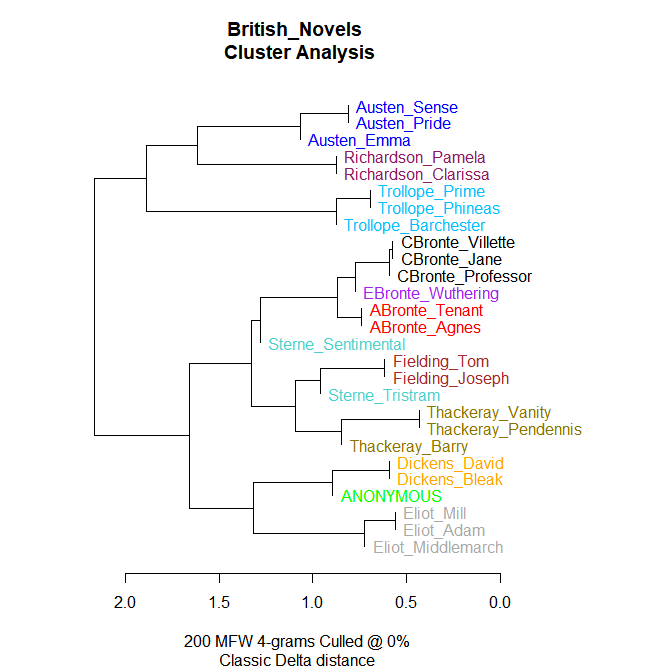 British_Novels
Cluster Analysis
Austen_Sense
Austen_Pride
Austen_Emma
Richardson_Pamela
Richardson_Clarissa
Trollope_Prime
Trollope_Phineas
Trollope_Barchester
CBronte_Villette
CBronte_Jane
CBronte_Professor
EBronte_Wuthering
ABronte_Tenant
ABronte_Agnes
Sterne_Sentimental
Fielding_Tom
Fielding_Joseph
Sterne_Tristram
Thackeray_Vanity
Thackeray_Pendennis
Thackeray_Barry
Dickens_David
Dickens_Bleak
ANONYMOUS
Eliot_Mill
Eliot_Adam
Eliot_Middlemarch
2.0 1.5 1.0 0.5 0.0
200 MFW 4-grams Culled @ 0%
Classic Delta distance